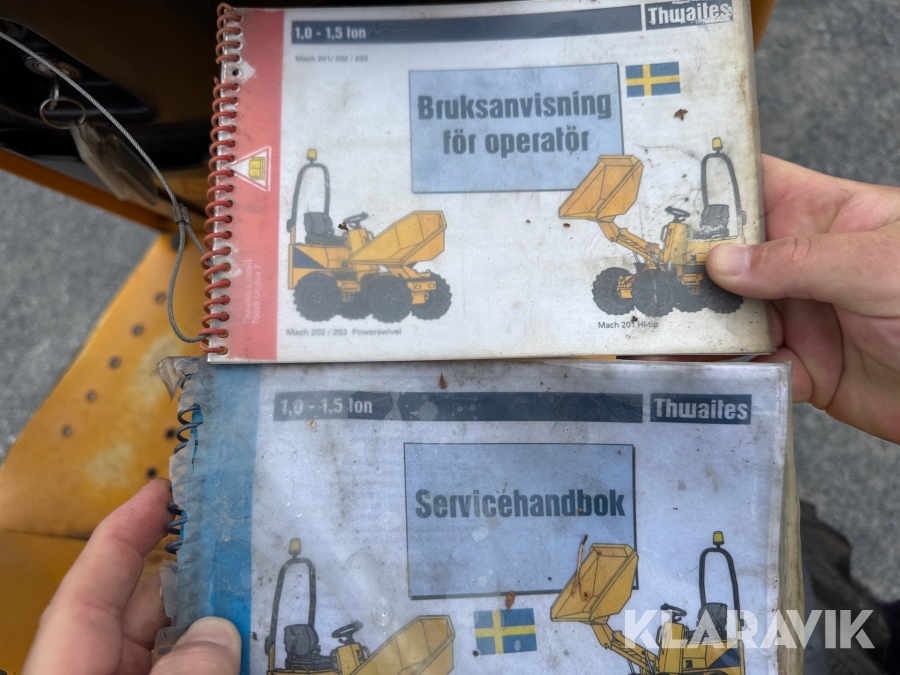 1,0 - 1,5 ton
Thwaites
Mach 201/ 202 / 203
Bruksanvisning
för operatör
Mach 202 / 203 Powerswivel
Mach 201 Hi-tip
1,0 - 1,5 ton
Thwaites
Servicehandbok
KLARAVIK